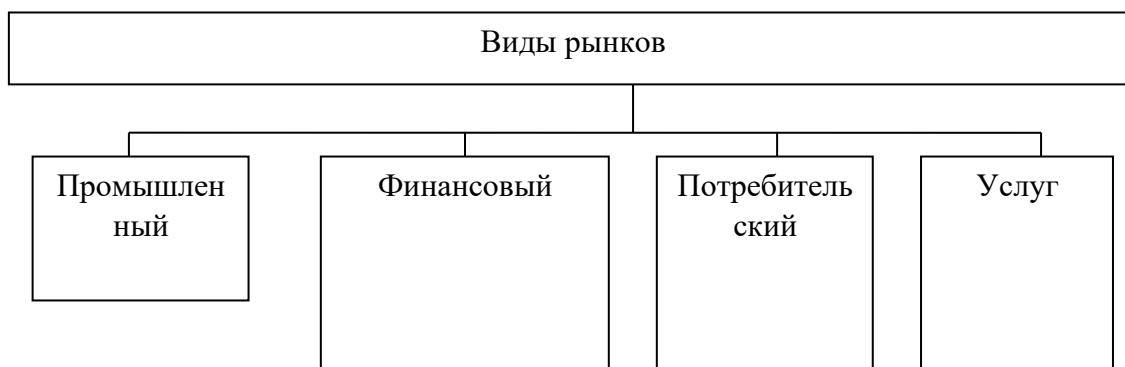 Виды рынков
Промышлен
ный
Финансовый
Потребитель
ский
Услуг